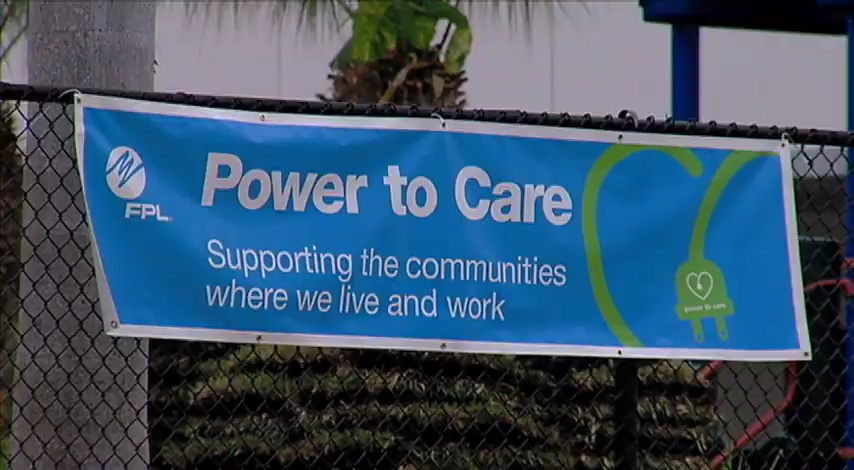 FPL
Power to Care
Supporting the communities
where we live and work
power to care